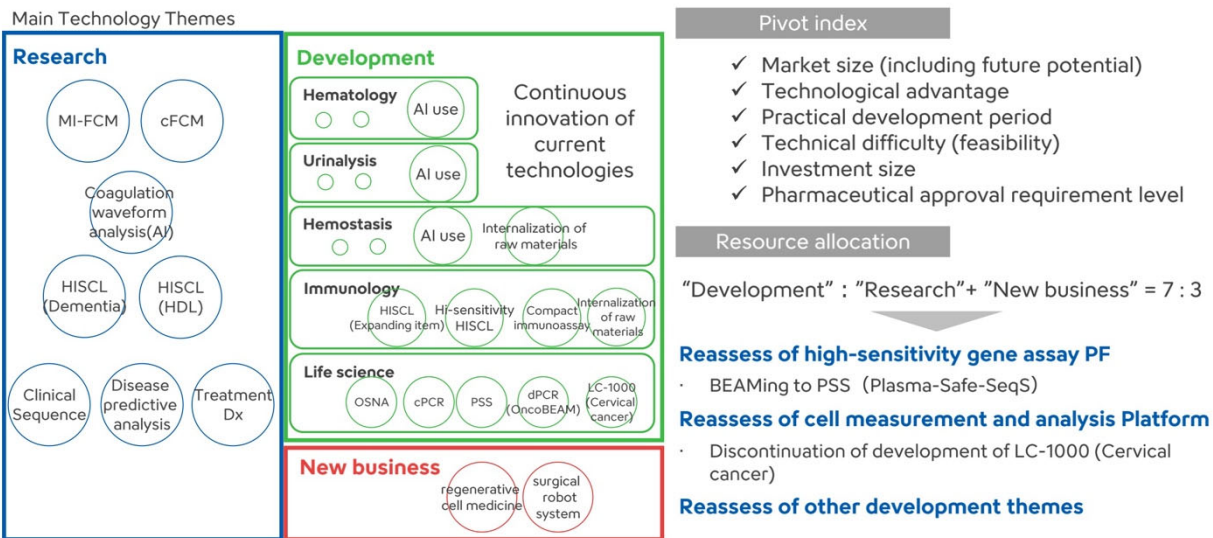 Main Technology Themes
Research
MI-FCM
cFCM
Coagulation
waveform
analysis(AI)
HISCL
(Dementia)
HISCL
(HDL)
Clinical
Sequence
Disease
predictive
analysis
Treatment
Dx
Development
Hematology
AI use
Continuous
innovation of
current
technologies
Urinalysis
AI use
Hemostasis
AI use
Internalization of
raw materials
Immunology
HISCL
(Expanding item)
Hi-sensitivity
HISCL
Compact
immunoassay
Internalization
of raw
materials
Life science
OSNA
cPCR
PSS
dPCR
(OncoBEAM)
LC-1000
(Cervical
cancer)
New business
regenerative
cell medicine
surgical
robot
system
Pivot index
✓ Market size (including future potential)
✓ Technological advantage
✓ Practical development period
✓ Technical difficulty (feasibility)
✓ Investment size
✓ Pharmaceutical approval requirement level
Resource allocation
"Development" : "Research"+ "New business" = 7 : 3
Reassess of high-sensitivity gene assay PF
· BEAMing to PSS (Plasma-Safe-SeqS)
Reassess of cell measurement and analysis Platform
· Discontinuation of development of LC-1000 (Cervical
cancer)
Reassess of other development themes